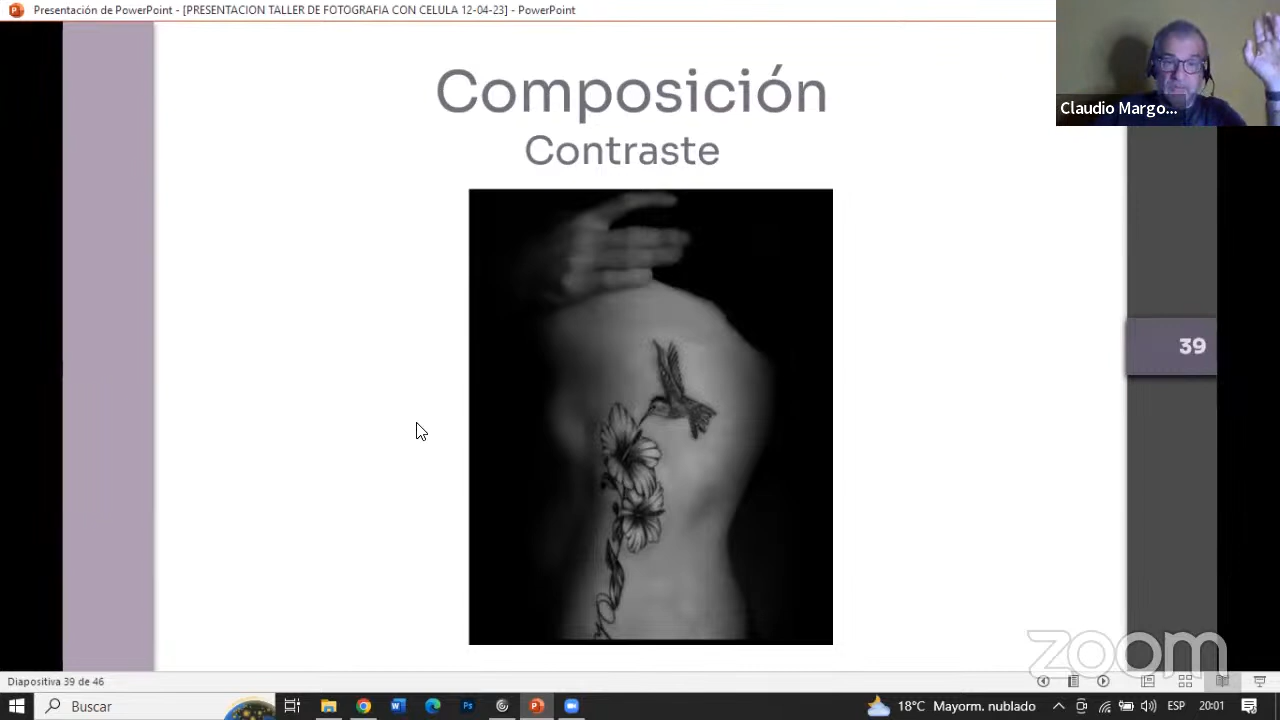 Presentación de PowerPoint - [PRESENTACION TALLER DE FOTOGRAFIA CON CELULA 12-04-23] - PowerPoint
Claudio Margo...
Composición
Contraste
39
zoom
Diapositiva 39 de 46
Buscar
18°C Mayorm. nublado
ESP
20:01